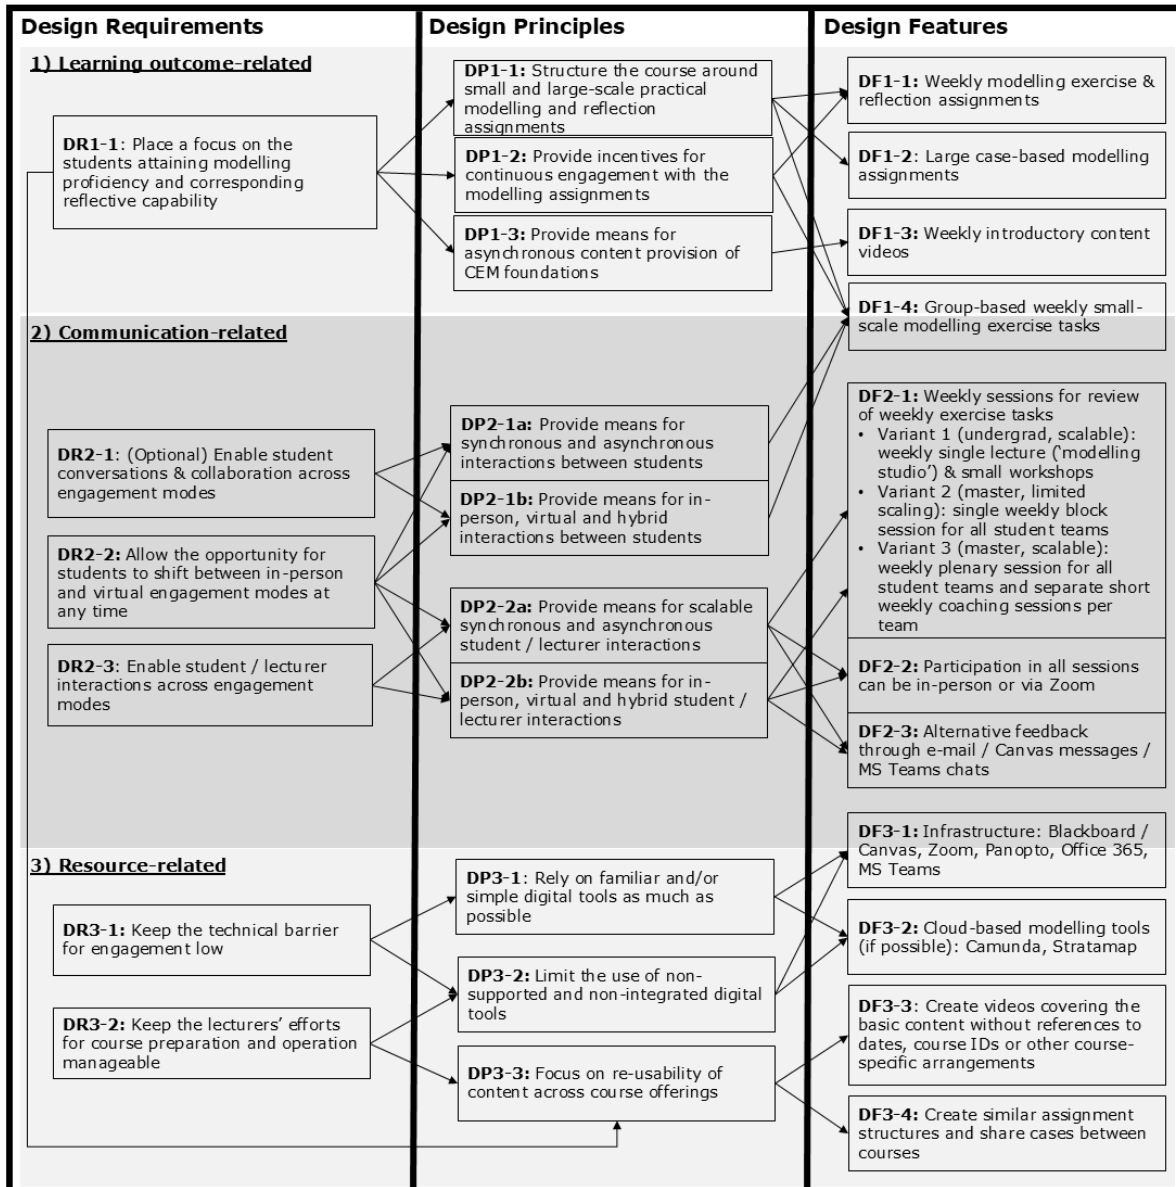 Design Requirements
Design Principles
Design Features
1) Learning outcome-related
DR1-1: Place a focus on the
students attaining modelling
proficiency and corresponding
reflective capability
DP1-1: Structure the course around
small and large-scale practical
modelling and reflection
assignments
DP1-2: Provide incentives for
continuous engagement with the
modelling assignments
DP1-3: Provide means for
asynchronous content provision of
CEM foundations
DF1-1: Weekly modelling exercise &
reflection assignments
DF1-2: Large case-based modelling
assignments
DF1-3: Weekly introductory content
videos
DF1-4: Group-based weekly small-
scale modelling exercise tasks
2) Communication-related
DR2-1: (Optional) Enable student
conversations & collaboration across
engagement modes
DR2-2: Allow the opportunity for
students to shift between in-person
and virtual engagement modes at
any time
DR2-3: Enable student / lecturer
interactions across engagement
modes
DP2-1a: Provide means for
synchronous and asynchronous
interactions between students
DP2-1b: Provide means for in-
person, virtual and hybrid
interactions between students
DP2-2a: Provide means for scalable
synchronous and asynchronous
student / lecturer interactions
DP2-2b: Provide means for in-
person, virtual and hybrid student /
lecturer interactions
DF2-1: Weekly sessions for review
of weekly exercise tasks
• Variant 1 (undergrad, scalable):
weekly single lecture (‘modelling
studio’) & small workshops
• Variant 2 (master, limited
scaling): single weekly block
session for all student teams
• Variant 3 (master, scalable):
weekly plenary session for all
student teams and separate short
weekly coaching sessions per
team
DF2-2: Participation in all sessions
can be in-person or via Zoom
DF2-3: Alternative feedback
through e-mail / Canvas messages /
MS Teams chats
3) Resource-related
DR3-1: Keep the technical barrier
for engagement low
DR3-2: Keep the lecturers’ efforts
for course preparation and operation
manageable
DP3-1: Rely on familiar and/or
simple digital tools as much as
possible
DP3-2: Limit the use of non-
supported and non-integrated digital
tools
DP3-3: Focus on re-usability of
content across course offerings
DF3-1: Infrastructure: Blackboard /
Canvas, Zoom, Panopto, Office 365,
MS Teams
DF3-2: Cloud-based modelling tools
(if possible): Camunda, Stratamap
DF3-3: Create videos covering the
basic content without references to
dates, course IDs or other course-
specific arrangements
DF3-4: Create similar assignment
structures and share cases between
courses